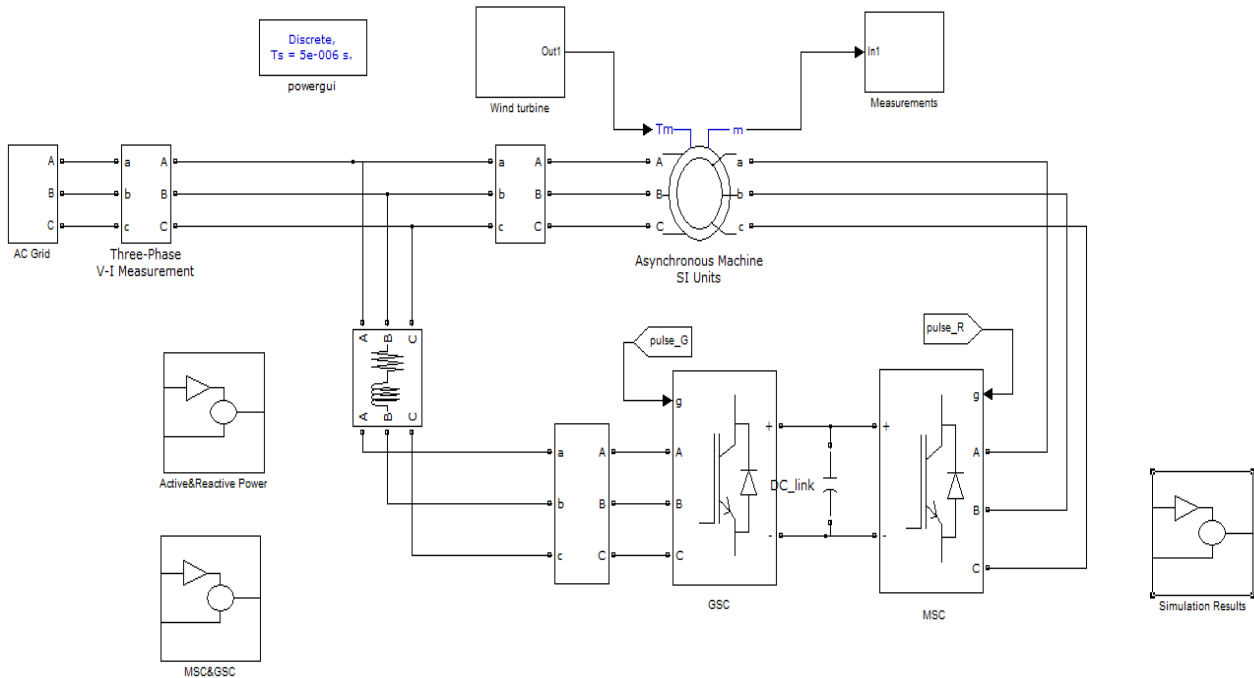 Discrete,
Ts = 5e-006 s.
powergui
Out1
Wind turbine
In1
Measurements
Tm
m
A
B
C
AC Grid
a
b
c
A
B
C
Three-Phase
V-I Measurement
a
b
c
A
B
C
A
B
C
a
b
c
Asynchronous Machine
SI Units
A
B
C
A
B
C
Active&Reactive Power
MSC&GSC
a
b
c
A
B
C
pulse_G
g
A
B
C
+
-
GSC
DC_link
pulse_R
g
+
-
A
B
C
MSC
Simulation Results